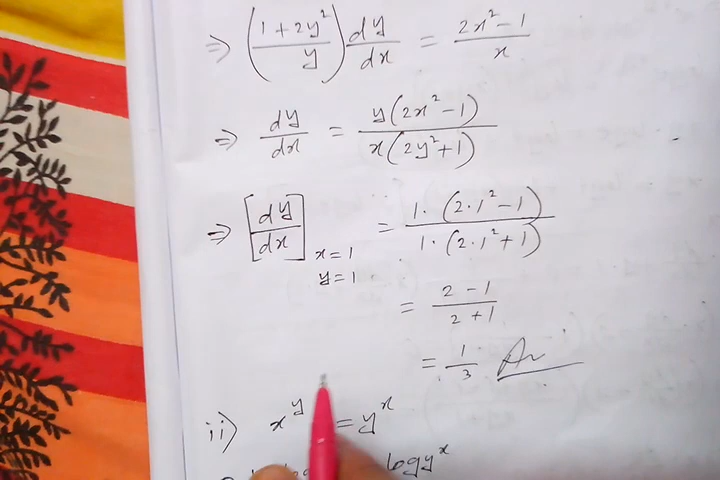 ⇒ ((1+2y²)/y) dy/dx = (2x²-1)/x
⇒ dy/dx = y(2x²-1)/x(2y²+1)
⇒ [dy/dx] x=1 y=1 = 1·(2·1²-1)/1·(2·1²+1)
= (2-1)/(2+1)
= 1/3 An
ii) x^y = y^x
log y^x